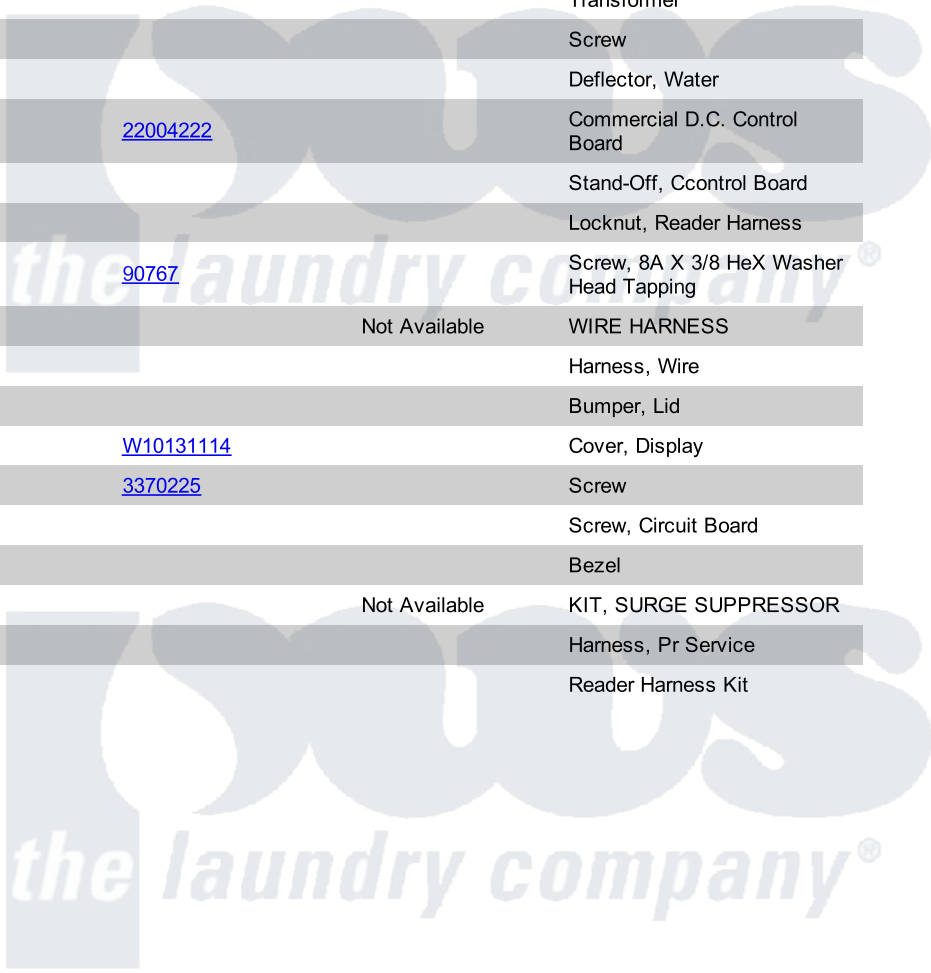 Transformer
Screw
Deflector, Water
22004222
Commercial D.C. Control
Board
Stand-Off, Ccontrol Board
Locknut, Reader Harness
90767
Screw, 8A X 3/8 HeX Washer
Head Tapping
Not Available WIRE HARNESS
Harness, Wire
Bumper, Lid
W10131114 Cover, Display
3370225 Screw
Screw, Circuit Board
Bezel
Not Available KIT, SURGE SUPPRESSOR
Harness, Pr Service
Reader Harness Kit
pws
the laundry company®
pws
the laundry company®